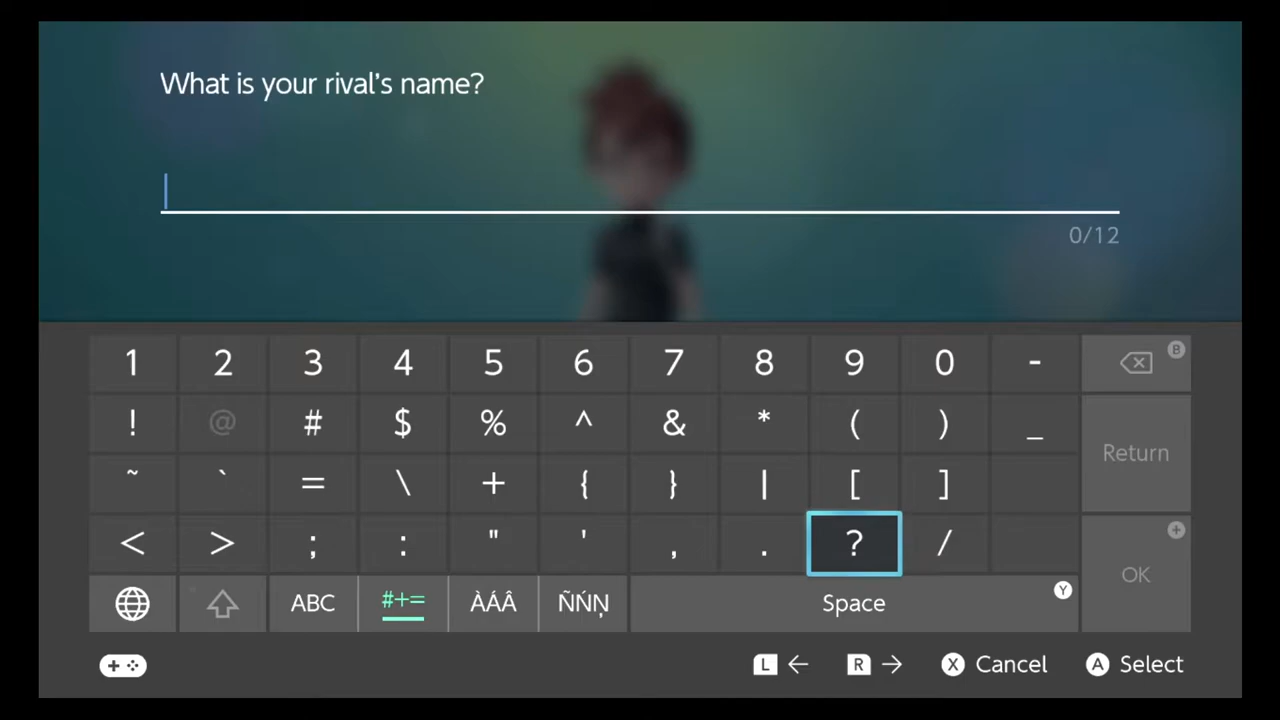 What is your rival's name?
0/12
1 2 3 4 5 6 7 8 9 0 - B
! @ # $ % ^ & * ( ) _ Return
~ ` = \ + { } | [ ]
< > ; : " ' , . ? / + OK
ABC #+= ÀÁÂ ÑŃŅ Space Y
L ← R → X Cancel A Select